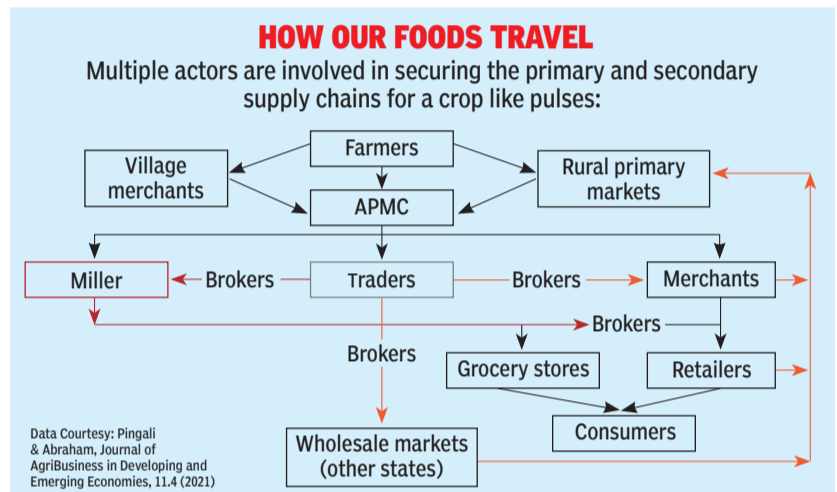 HOW OUR FOODS TRAVEL
Multiple actors are involved in securing the primary and secondary
supply chains for a crop like pulses:
Farmers
Village
merchants
Rural primary
markets
APMC
Miller
Brokers
Traders
Brokers
Merchants
Brokers
Brokers
Grocery stores
Retailers
Consumers
Wholesale markets
(other states)
Data Courtesy: Pingali
& Abraham, Journal of
AgriBusiness in Developing and
Emerging Economies, 11.4 (2021)